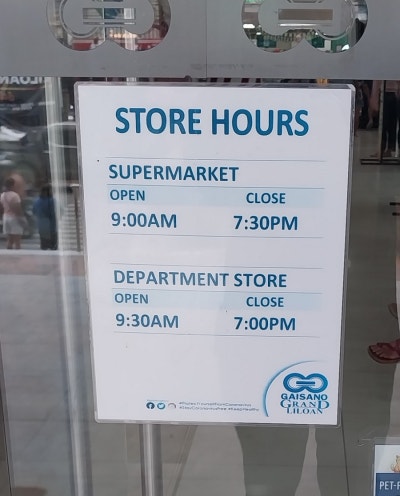 STORE HOURS
SUPERMARKET
OPEN CLOSE
9:00AM 7:30PM
DEPARTMENT STORE
OPEN CLOSE
9:30AM 7:00PM
GAISANO
GRAND
LILOAN
PET-F